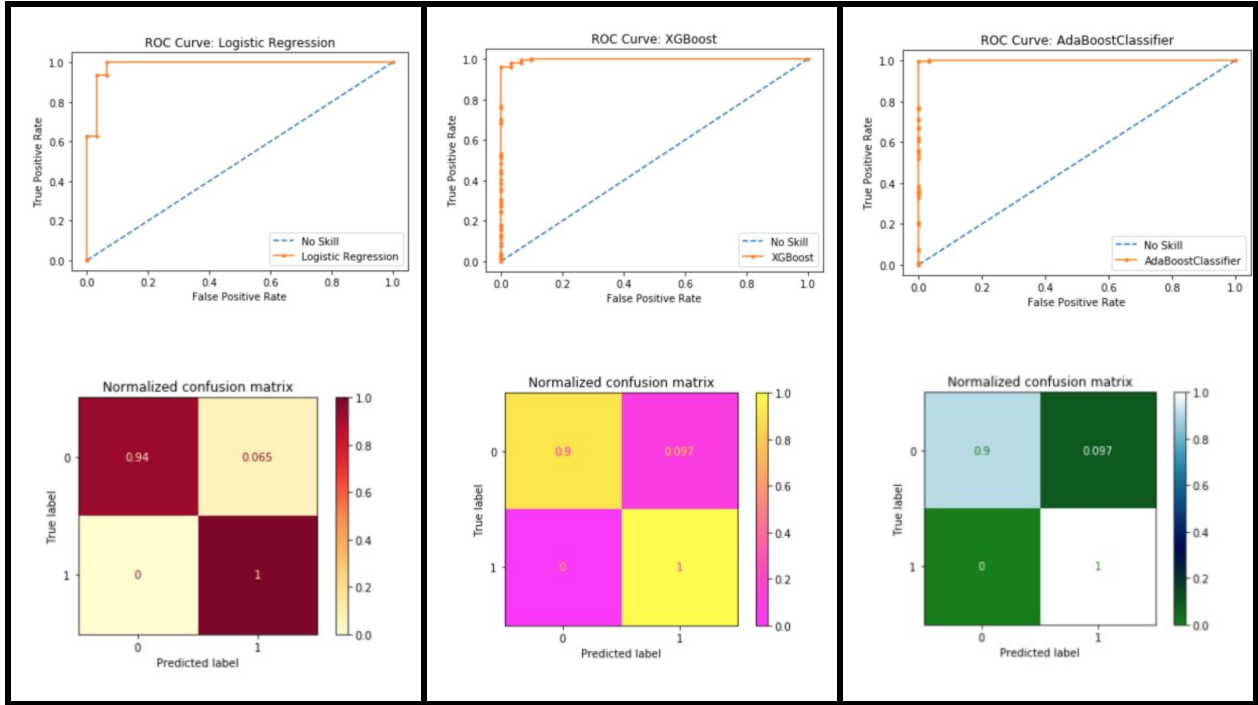 ROC Curve: Logistic Regression
1.0
0.8
0.6
0.4
0.2
0.0
True Positive Rate
No Skill
Logistic Regression
0.0 0.2 0.4 0.6 0.8 1.0
False Positive Rate
ROC Curve: XGBoost
1.0
0.8
0.6
0.4
0.2
0.0
True Positive Rate
No Skill
XGBoost
0.0 0.2 0.4 0.6 0.8 1.0
False Positive Rate
ROC Curve: AdaBoostClassifier
1.0
0.8
0.6
0.4
0.2
0.0
True Positive Rate
No Skill
AdaBoostClassifier
0.0 0.2 0.4 0.6 0.8 1.0
False Positive Rate
Normalized confusion matrix
True label
0 0.94 0.065
1 0 1
0 1
Predicted label
1.0
0.8
0.6
0.4
0.2
0.0
Normalized confusion matrix
True label
0 0.9 0.097
1 0 1
0 1
Predicted label
1.0
0.8
0.6
0.4
0.2
0.0
Normalized confusion matrix
True label
0 0.9 0.097
1 0 1
0 1
Predicted label
1.0
0.8
0.6
0.4
0.2
0.0